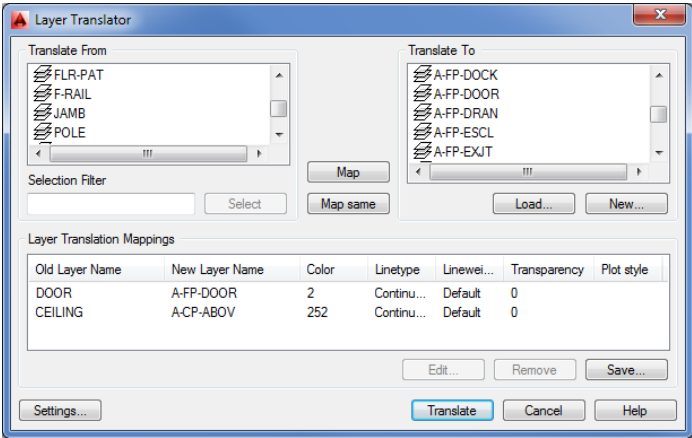 Layer Translator
Translate From
FLR-PAT
F-RAIL
JAMB
POLE
Selection Filter
Select
Map
Map same
Translate To
A-FP-DOCK
A-FP-DOOR
A-FP-DRAN
A-FP-ESCL
A-FP-EXJT
Load...
New...
Layer Translation Mappings
Old Layer Name New Layer Name Color Linetype Linewei... Transparency Plot style
DOOR A-FP-DOOR 2 Continu... Default 0
CEILING A-CP-ABOV 252 Continu... Default 0
Edit... Remove Save...
Settings... Translate Cancel Help